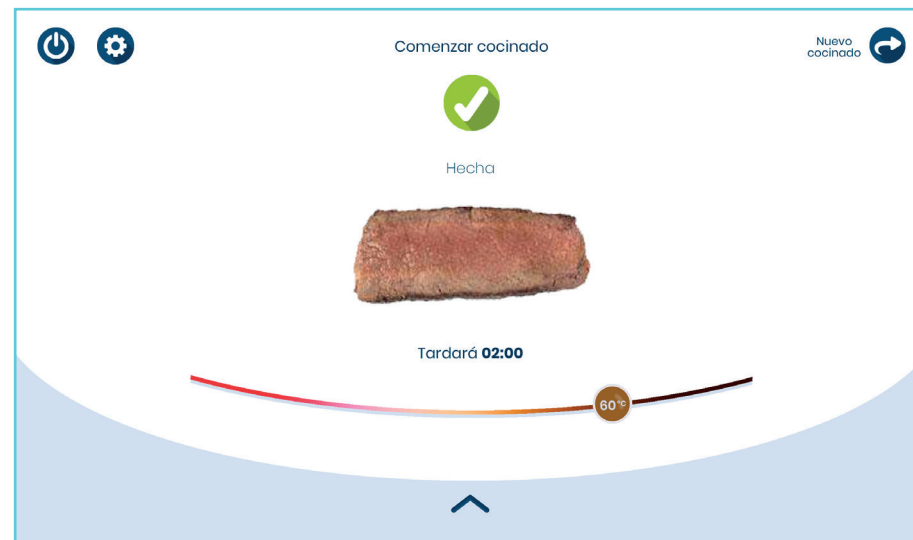 Comenzar cocinado
Nuevo
cocinado
Hecha
Tardará 02:00
60°C